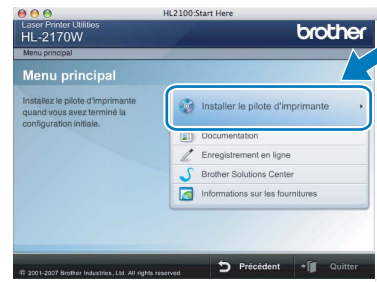 HL2100:Start Here
Laser Printer Utilities
HL-2170W
brother
Menu principal
Menu principal
Installez le pilote d'imprimante
quand vous avez terminé la
configuration initiale.
Installer le pilote d'imprimante
Documentation
Enregistrement en ligne
Brother Solutions Center
Informations sur les fournitures
© 2001-2007 Brother Industries, Ltd. All rights reserved
Précédent
Quitter